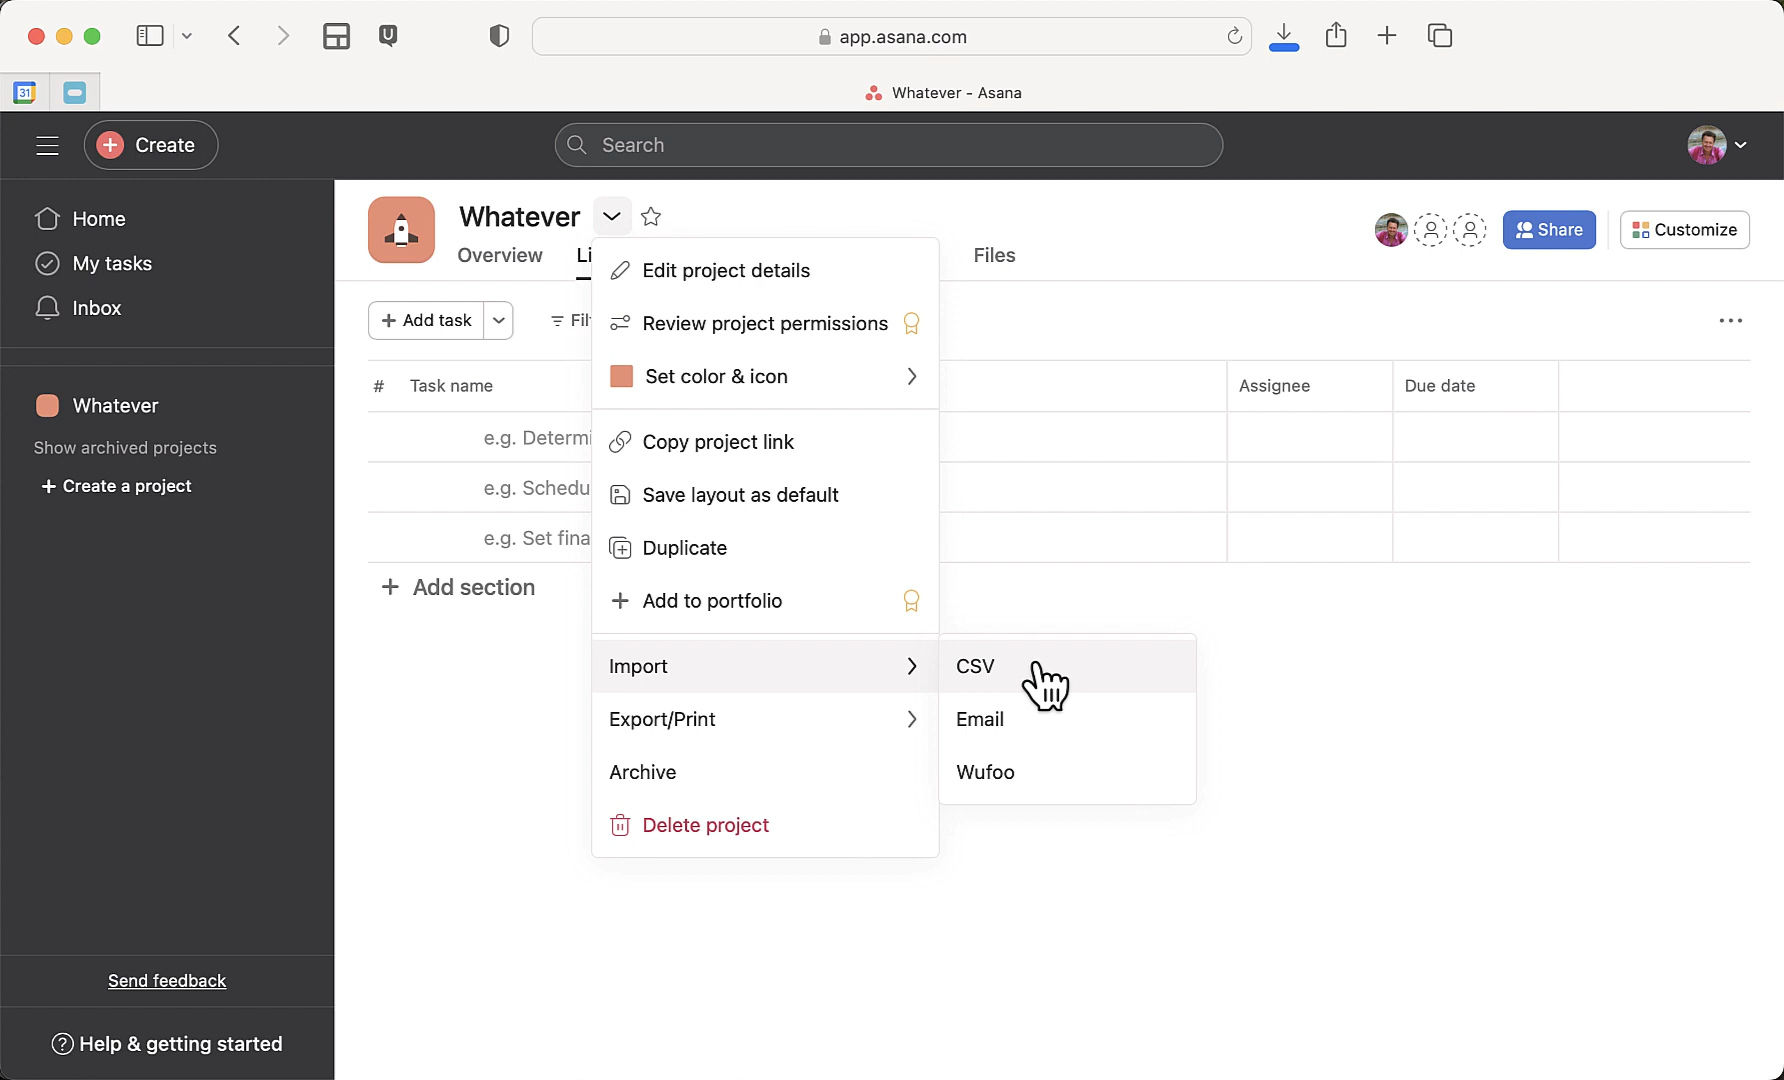 app.asana.com
31
Whatever - Asana
Create
Search
Home
My tasks
Inbox
Whatever
Show archived projects
+ Create a project
Send feedback
Help & getting started
Whatever
Overview
Files
Share
Customize
+ Add task
# Task name
Assignee
Due date
e.g.
e.g.
e.g. Set
+ Add section
Edit project details
Review project permissions
Set color & icon
Copy project link
Save layout as default
Duplicate
+ Add to portfolio
Import
Export/Print
Archive
Delete project
CSV
Email
Wufoo